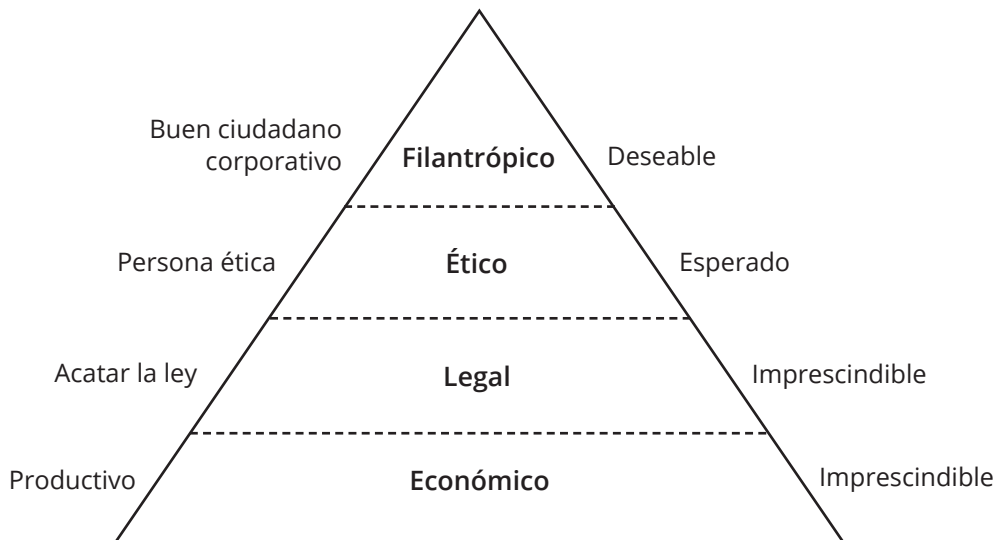 Buen ciudadano
corporativo
Filantrópico
Deseable
Persona ética
Ético
Esperado
Acatar la ley
Legal
Imprescindible
Productivo
Económico
Imprescindible